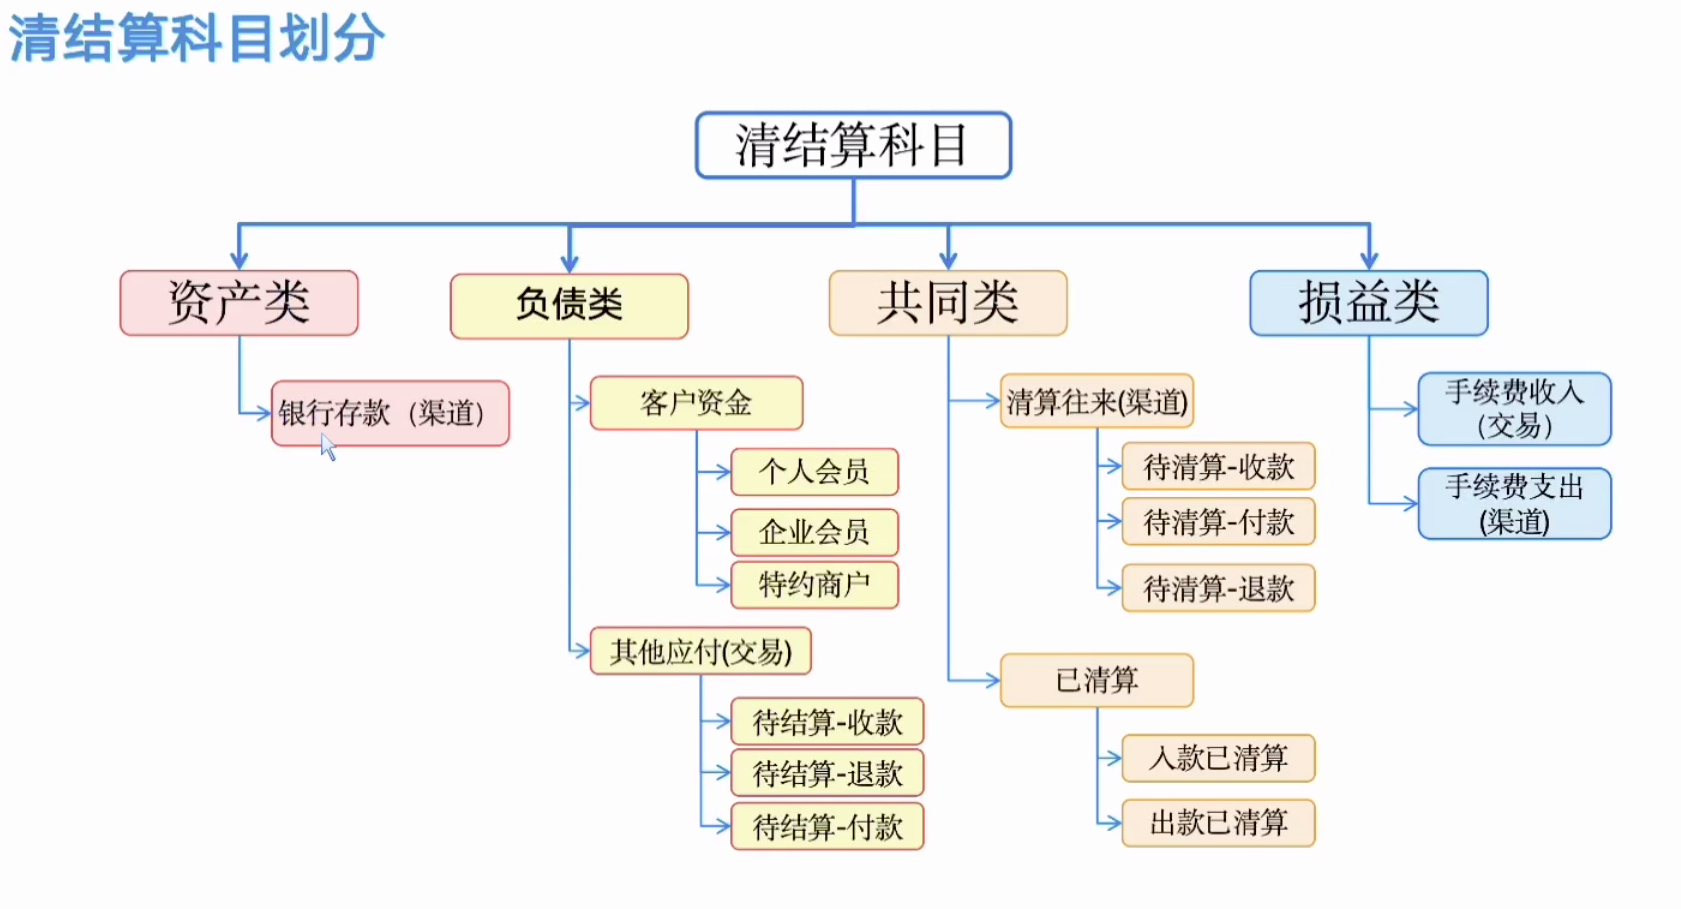 清结算科目划分
清结算科目
资产类
负债类
共同类
损益类
银行存款（渠道）
客户资金
个人会员
企业会员
特约商户
其他应付(交易)
待结算-收款
待结算-退款
待结算-付款
清算往来(渠道)
待清算-收款
待清算-付款
待清算-退款
已清算
入款已清算
出款已清算
手续费收入
（交易）
手续费支出
(渠道)